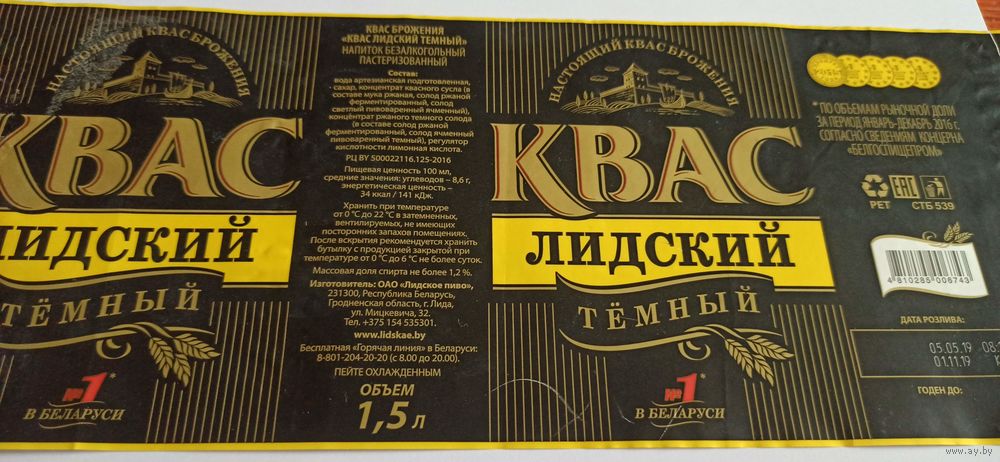 НАСТОЯЩИЙ КВАС БРОЖЕНИЯ
КВАС
ЛИДСКИЙ
ТЁМНЫЙ
№1*
В БЕЛАРУСИ
КВАС БРОЖЕНИЯ
«КВАС ЛИДСКИЙ ТЕМНЫЙ»
НАПИТОК БЕЗАЛКОГОЛЬНЫЙ
ПАСТЕРИЗОВАННЫЙ
Состав:
вода артезианская подготовленная,
сахар, концентрат квасного сусла (в
составе мука ржаная, солод ржаной
ферментированный, солод
светлый пивоваренный ячменный),
концентрат ржаного темного солода
(в составе солод ржаной
ферментированный, солод ячменный
пивоваренный темный), регулятор
кислотности лимонная кислота.
РЦ BY 500022116.125-2016
Пищевая ценность 100 мл,
средние значения: углеводов – 8,6 г,
энергетическая ценность –
34 ккал / 141 кДж.
Хранить при температуре
от 0 °С до 22 °С в затемненных,
вентилируемых, не имеющих
посторонних запахов помещениях.
После вскрытия рекомендуется хранить
бутылку с продукцией закрытой при
температуре от 0 °С до 6 °С не более суток.
Массовая доля спирта не более 1,2 %.
Изготовитель: ОАО «Лидское пиво»,
231300, Республика Беларусь,
Гродненская область, г. Лида,
ул. Мицкевича, 32.
Тел. +375 154 535301.
www.lidskae.by
Бесплатная «Горячая линия» в Беларуси:
8-801-204-20-20 (с 8.00 до 20.00).
ПЕЙТЕ ОХЛАЖДЕННЫМ
ОБЪЕМ
1,5 л
НАСТОЯЩИЙ КВАС БРОЖЕНИЯ
КВАС
ЛИДСКИЙ
ТЁМНЫЙ
№1*
В БЕЛАРУСИ
*ПО ОБЪЕМАМ РЫНОЧНОЙ ДОЛИ
ЗА ПЕРИОД ЯНВАРЬ-ДЕКАБРЬ 2016 г.
СОГЛАСНО СВЕДЕНИЯМ КОНЦЕРНА
«БЕЛГОСПИЩЕПРОМ»
PET EAC СТБ 539
4 810285 006743
ДАТА РОЗЛИВА:
05.05.19 08:
01.11.19
ГОДЕН ДО:
www.ay.by